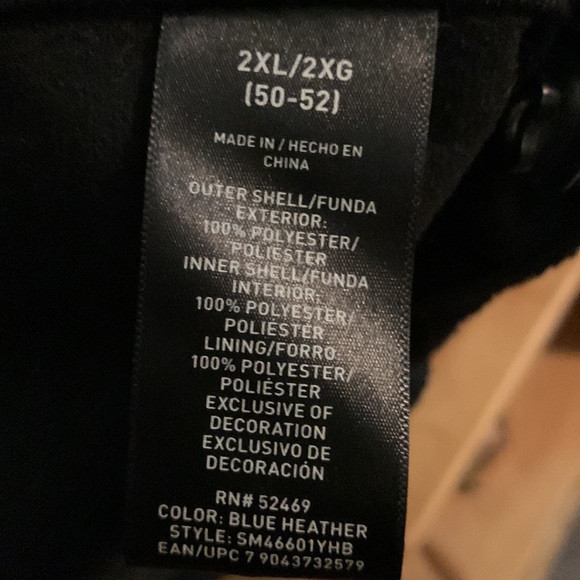 2XL/2XG
(50-52)
MADE IN / HECHO EN
CHINA
OUTER SHELL/FUNDA
EXTERIOR:
100% POLYESTER/
POLIÉSTER
INNER SHELL/FUNDA
INTERIOR:
100% POLYESTER/
POLIÉSTER
LINING/FORRO:
100% POLYESTER/
POLIÉSTER
EXCLUSIVE OF
DECORATION
EXCLUSIVO DE
DECORACIÓN
RN# 52469
COLOR: BLUE HEATHER
STYLE: SM46601YHB
EAN/UPC 7 9043732579